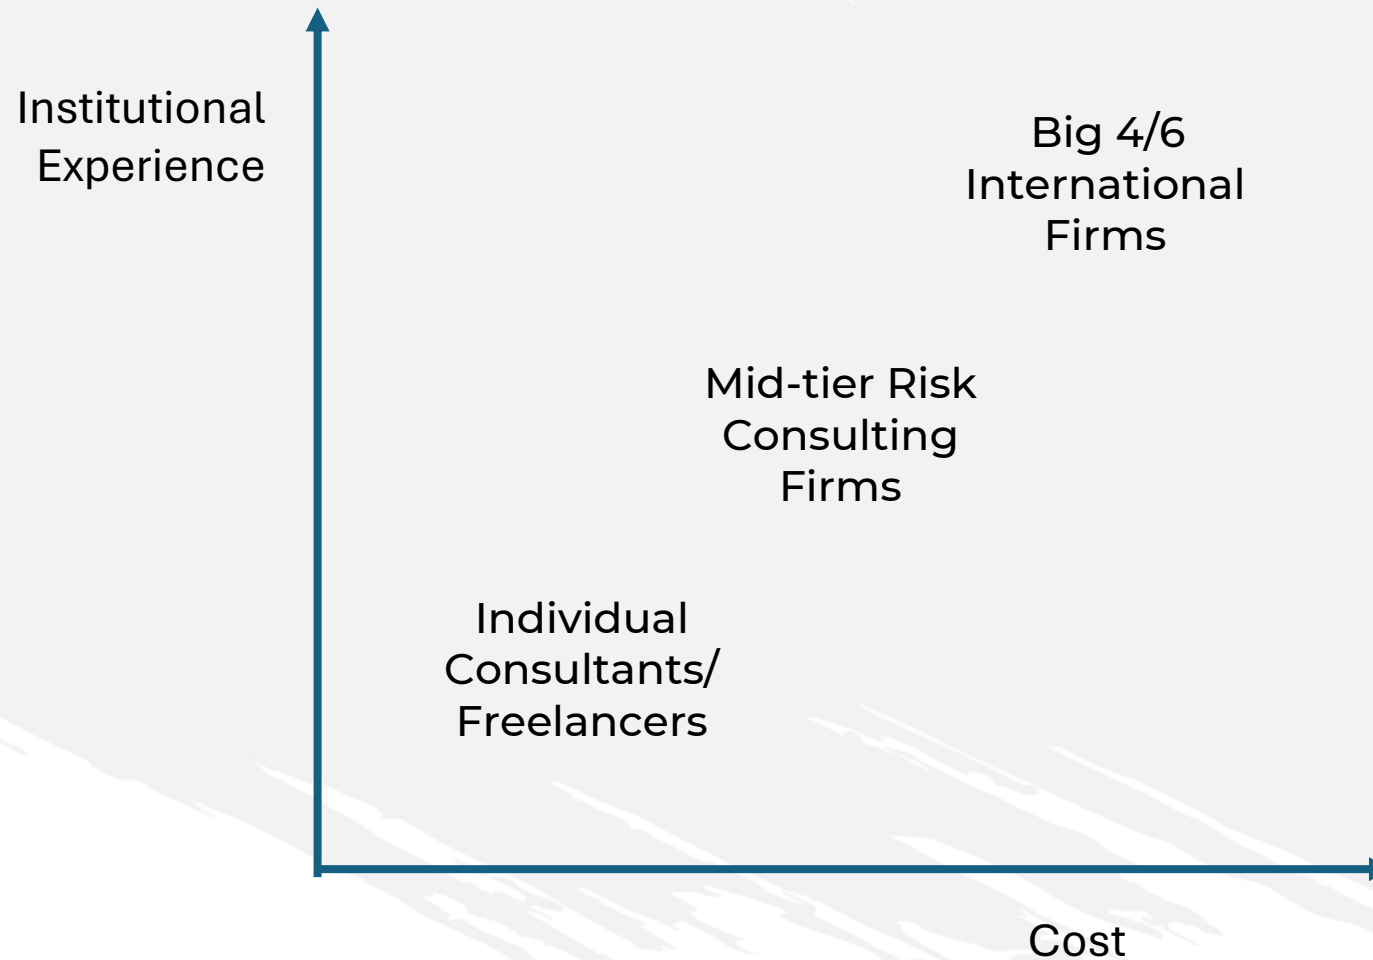 Institutional
Experience
Big 4/6
International
Firms
Mid-tier Risk
Consulting
Firms
Individual
Consultants/
Freelancers
Cost